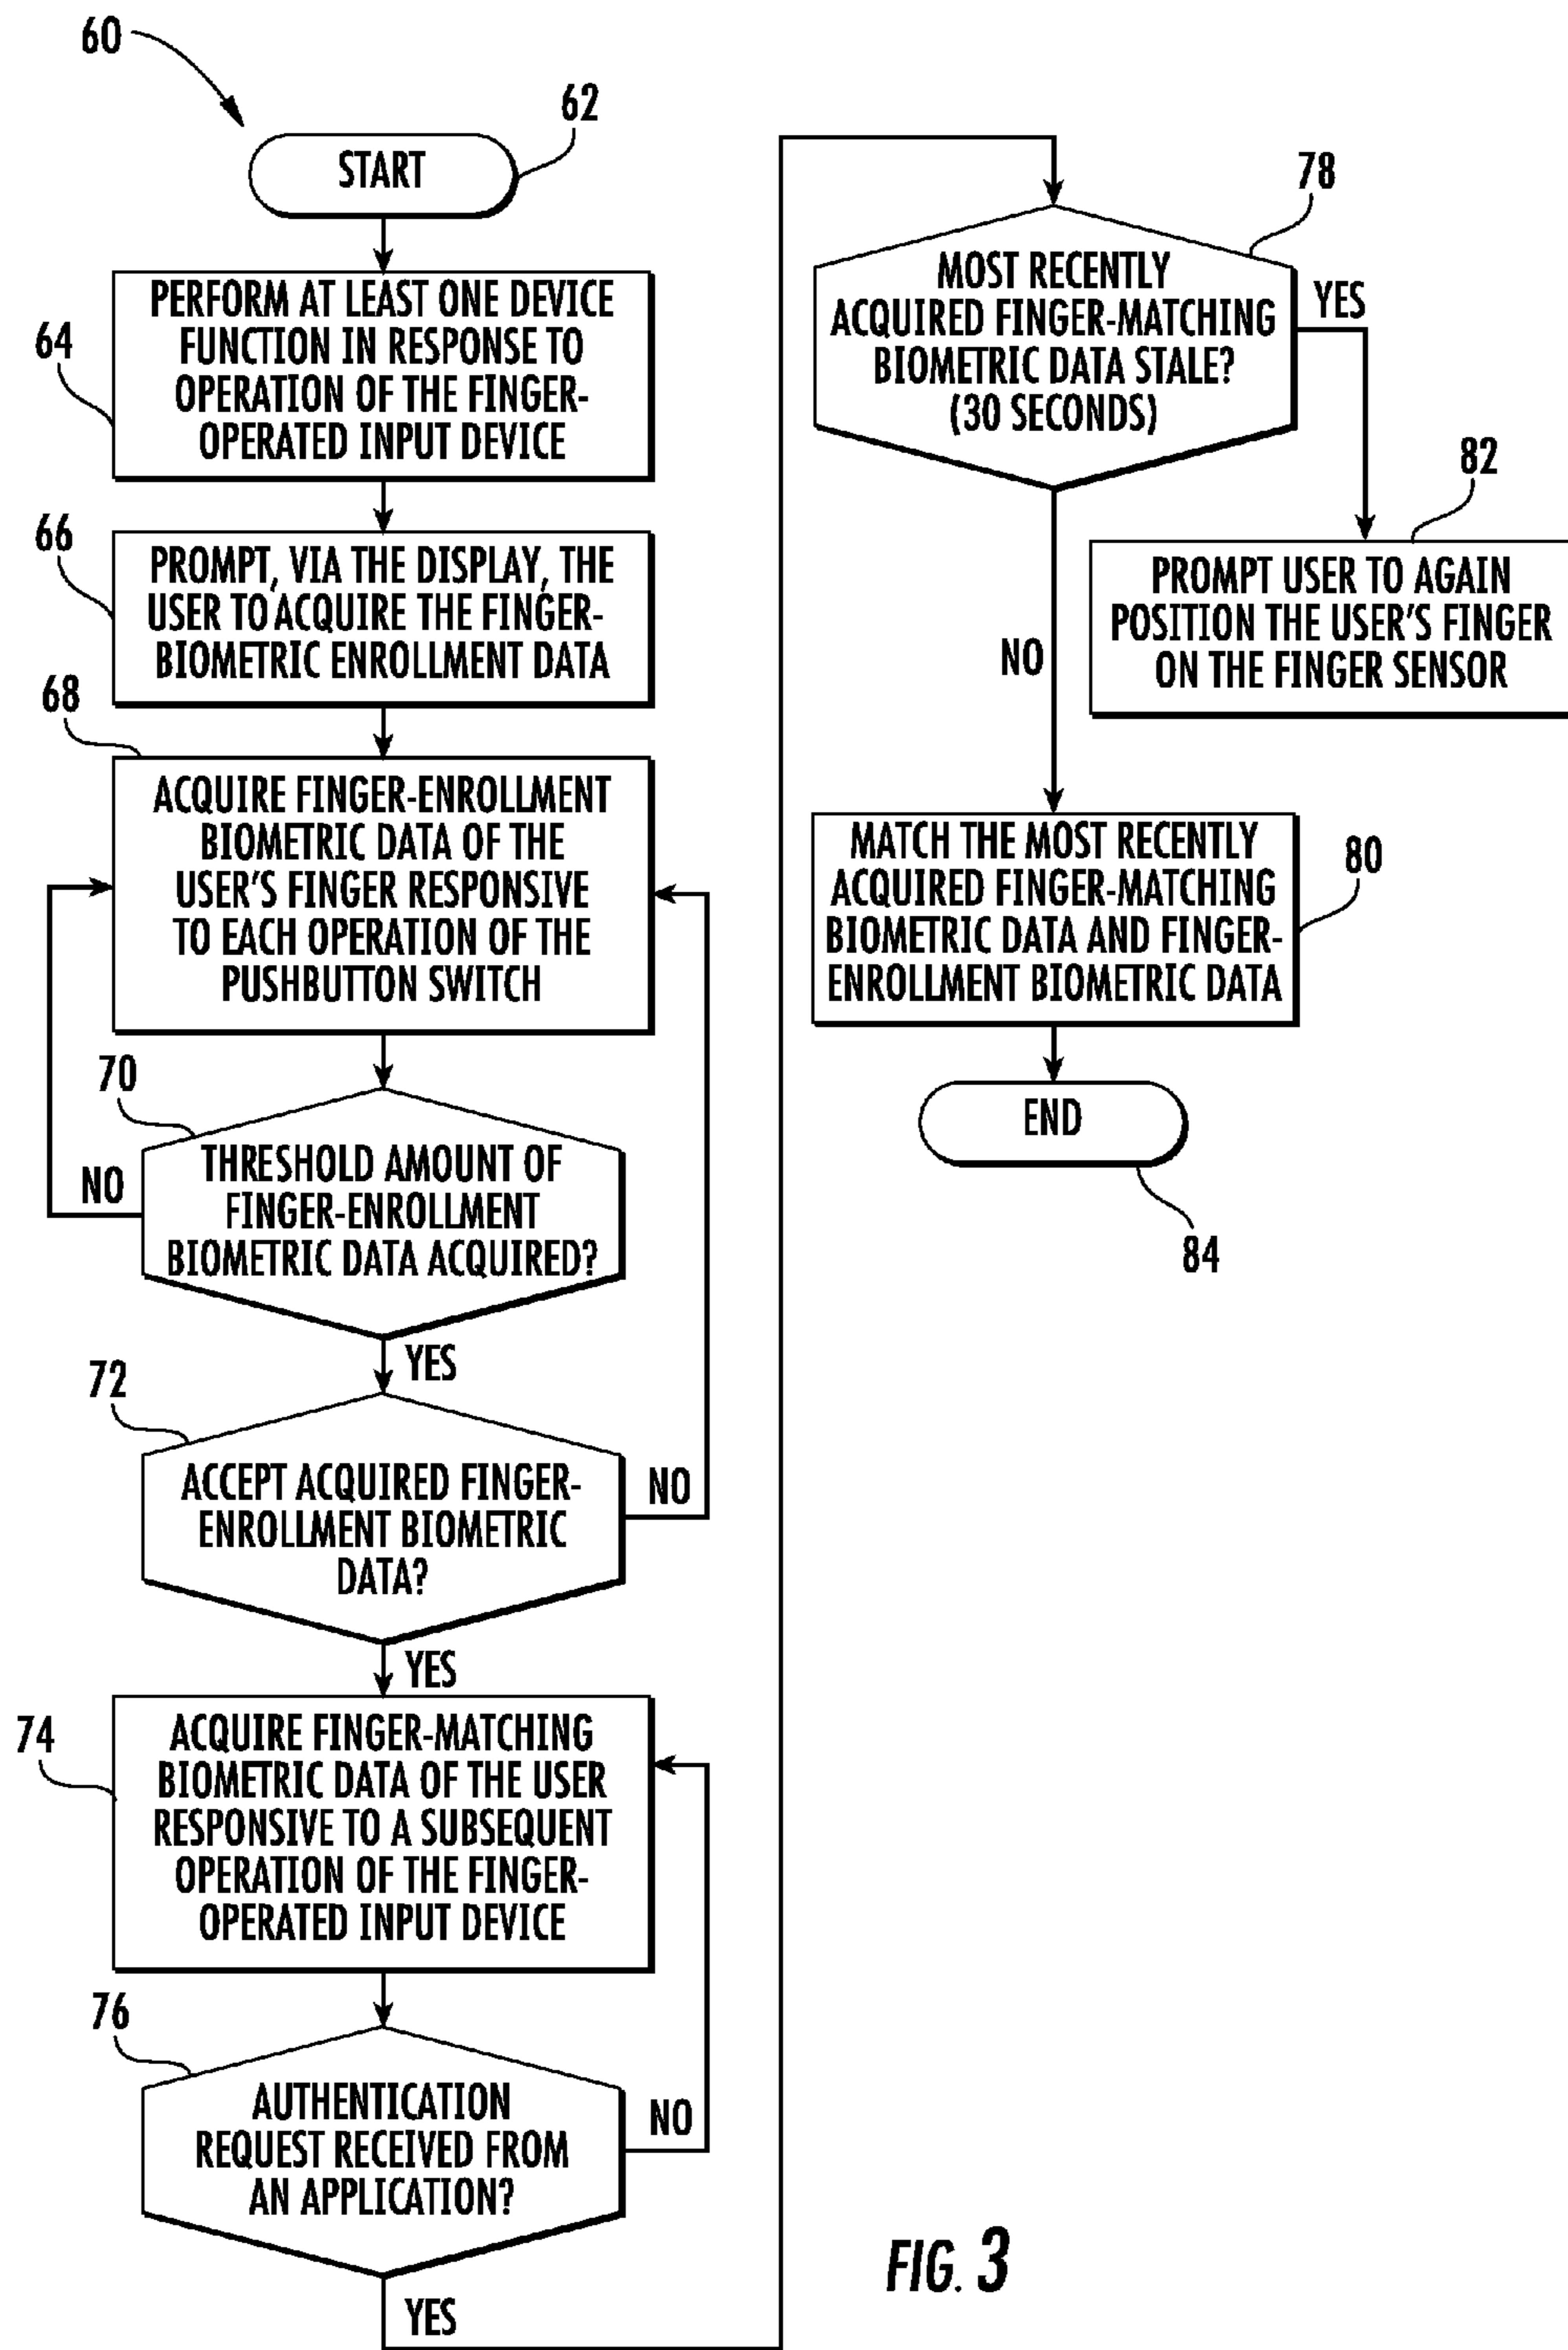 60
62
START
64
PERFORM AT LEAST ONE DEVICE
FUNCTION IN RESPONSE TO
OPERATION OF THE FINGER-
OPERATED INPUT DEVICE
66
PROMPT, VIA THE DISPLAY, THE
USER TO ACQUIRE THE FINGER-
BIOMETRIC ENROLLMENT DATA
68
ACQUIRE FINGER-ENROLLMENT
BIOMETRIC DATA OF THE
USER'S FINGER RESPONSIVE
TO EACH OPERATION OF THE
PUSHBUTTON SWITCH
70
THRESHOLD AMOUNT OF
FINGER-ENROLLMENT
BIOMETRIC DATA ACQUIRED?
NO
YES
72
ACCEPT ACQUIRED FINGER-
ENROLLMENT BIOMETRIC
DATA?
NO
YES
74
ACQUIRE FINGER-MATCHING
BIOMETRIC DATA OF THE USER
RESPONSIVE TO A SUBSEQUENT
OPERATION OF THE FINGER-
OPERATED INPUT DEVICE
76
AUTHENTICATION
REQUEST RECEIVED FROM
AN APPLICATION?
NO
YES
78
MOST RECENTLY
ACQUIRED FINGER-MATCHING
BIOMETRIC DATA STALE?
(30 SECONDS)
YES
82
PROMPT USER TO AGAIN
POSITION THE USER'S FINGER
ON THE FINGER SENSOR
NO
80
MATCH THE MOST RECENTLY
ACQUIRED FINGER-MATCHING
BIOMETRIC DATA AND FINGER-
ENROLLMENT BIOMETRIC DATA
END
84
FIG. 3